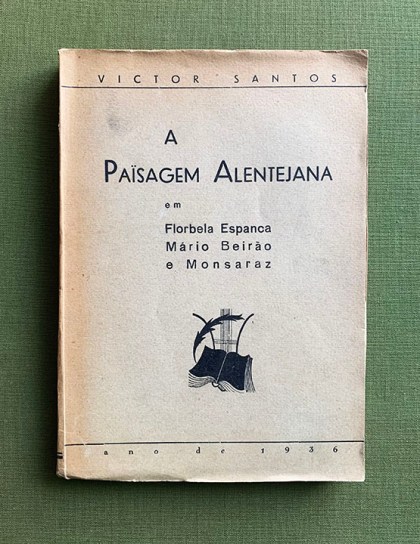 VICTOR SANTOS
A
PAÏSAGEM ALENTEJANA
em
Florbela Espanca
Mário Beirão
e Monsaraz
ano de 1936